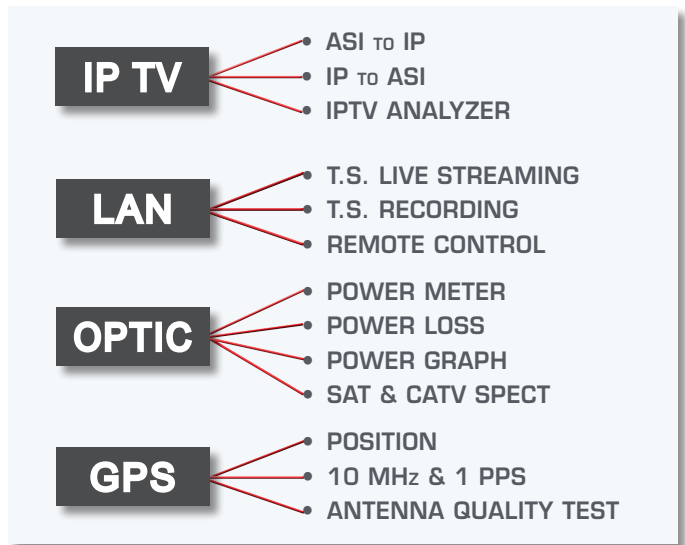 IP TV
• ASI TO IP
• IP TO ASI
• IPTV ANALYZER
LAN
• T.S. LIVE STREAMING
• T.S. RECORDING
• REMOTE CONTROL
OPTIC
• POWER METER
• POWER LOSS
• POWER GRAPH
• SAT & CATV SPECT
GPS
• POSITION
• 10 MHz & 1 PPS
• ANTENNA QUALITY TEST